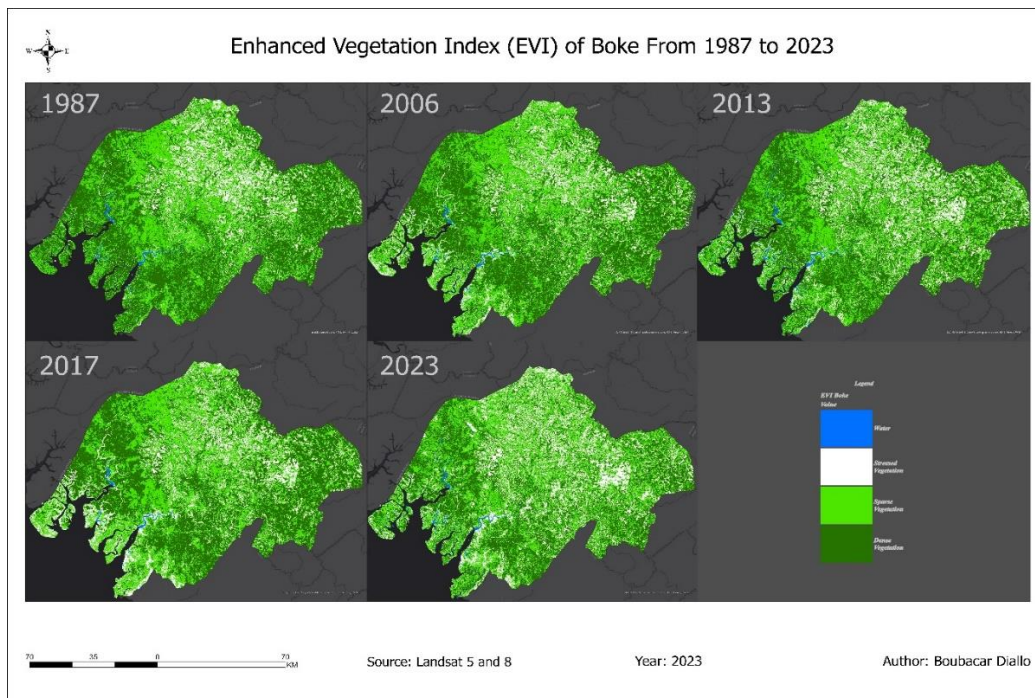 N
W E
S
Enhanced Vegetation Index (EVI) of Boke From 1987 to 2023
1987
2006
2013
2017
2023
Legend
EVI Boke
Value
Water
Stressed
Vegetation
Sparse
Vegetation
Dense
Vegetation
70 35 0 70
KM
Source: Landsat 5 and 8
Year: 2023
Author: Boubacar Diallo